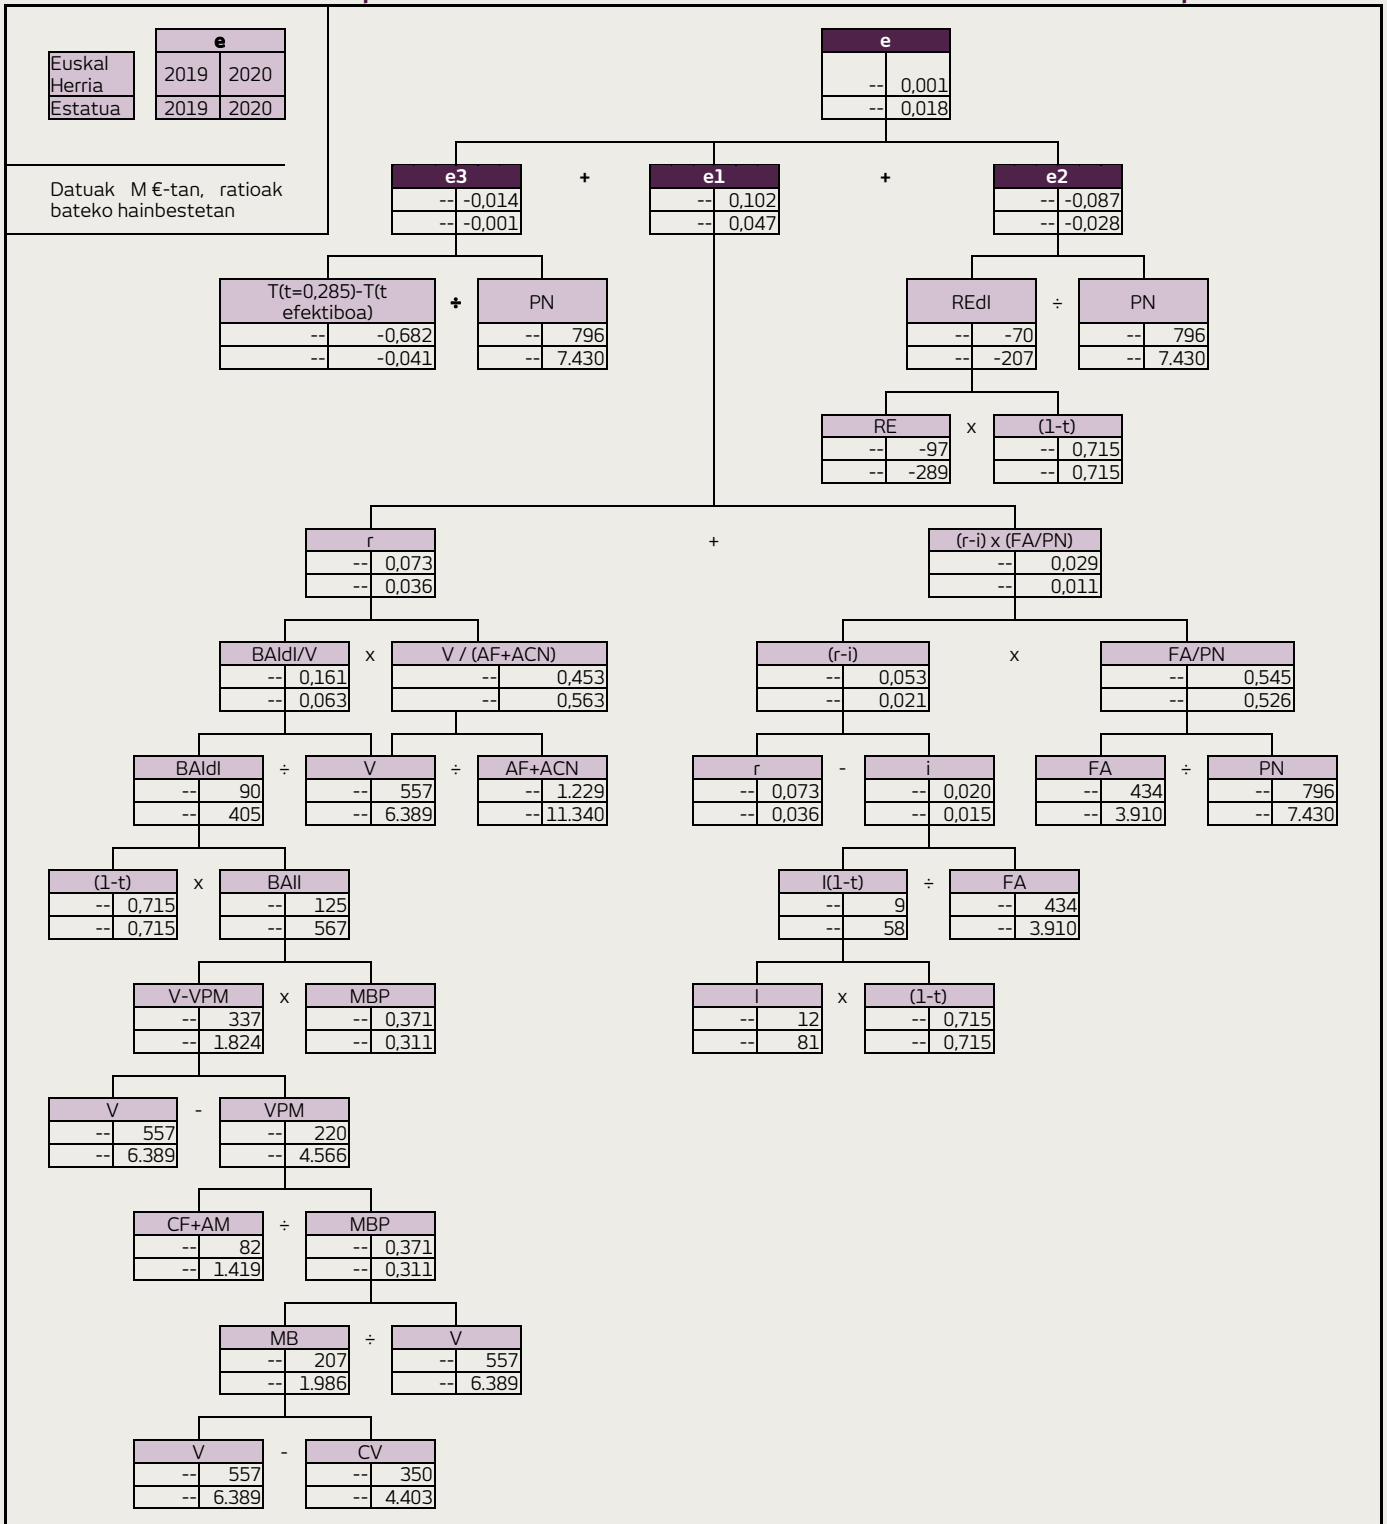 e
Euskal
Herria
2019 2020
Estatua
2019 2020
Datuak M €-tan, ratioak
bateko hainbestetan
e
-- 0,001
-- 0,018
e3 + e1 + e2
-- -0,014 -- 0,102 -- -0,087
-- -0,001 -- 0,047 -- -0,028
T(t=0,285)-T(t
efektiboa) ÷ PN REdI ÷ PN
-- -0,682 -- 796 -- -70 -- 796
-- -0,041 -- 7.430 -- -207 -- 7.430
RE x (1-t)
-- -97 -- 0,715
-- -289 -- 0,715
r + (r-i) x (FA/PN)
-- 0,073 -- 0,029
-- 0,036 -- 0,011
BAIdI/V x V / (AF+ACN) (r-i) x FA/PN
-- 0,161 -- 0,453 -- 0,053 -- 0,545
-- 0,063 -- 0,563 -- 0,021 -- 0,526
BAIdI ÷ V ÷ AF+ACN r - i FA ÷ PN
-- 90 -- 557 -- 1.229 -- 0,073 -- 0,020 -- 434 -- 796
-- 405 -- 6.389 -- 11.340 -- 0,036 -- 0,015 -- 3.910 -- 7.430
(1-t) x BAII I(1-t) ÷ FA
-- 0,715 -- 125 -- 9 -- 434
-- 0,715 -- 567 -- 58 -- 3.910
V-VPM x MBP I x (1-t)
-- 337 -- 0,371 -- 12 -- 0,715
-- 1.824 -- 0,311 -- 81 -- 0,715
V - VPM
-- 557 -- 220
-- 6.389 -- 4.566
CF+AM ÷ MBP
-- 82 -- 0,371
-- 1.419 -- 0,311
MB ÷ V
-- 207 -- 557
-- 1.986 -- 6.389
V - CV
-- 557 -- 350
-- 6.389 -- 4.403